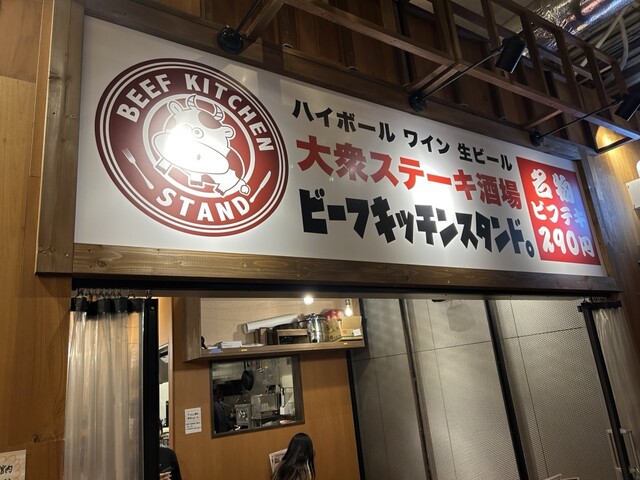 BEEF KITCHEN
STAND
ハイボール ワイン 生ビール
大衆ステーキ酒場
ビーフキッチンスタンド。
名物
ビフテキ
290円